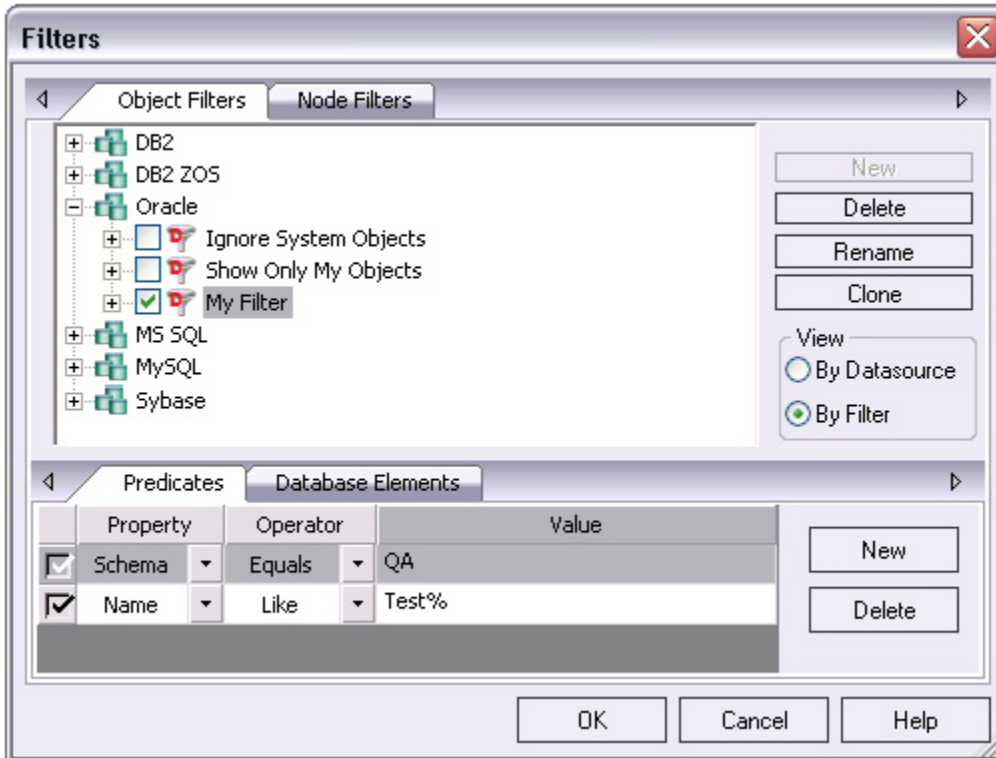 Filters
Object Filters Node Filters
DB2
DB2 ZOS
Oracle
Ignore System Objects
Show Only My Objects
My Filter
MS SQL
MySQL
Sybase
New
Delete
Rename
Clone
View
By Datasource
By Filter
Predicates Database Elements
Property Operator Value
Schema Equals QA
Name Like Test%
New
Delete
OK Cancel Help